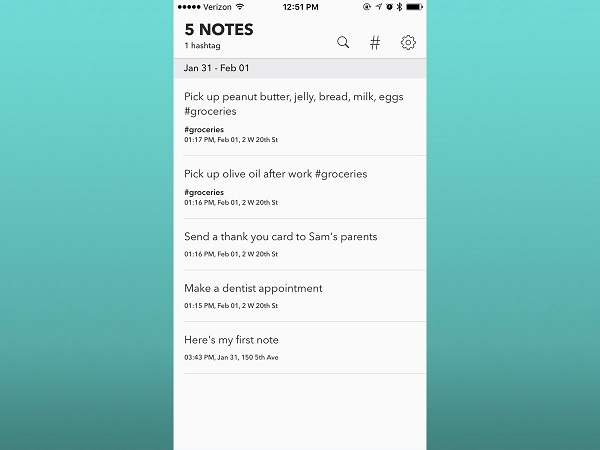 Verizon 12:51 PM
5 NOTES
1 hashtag
#
Jan 31 - Feb 01
Pick up peanut butter, jelly, bread, milk, eggs
#groceries
#groceries
01:17 PM, Feb 01, 2 W 20th St
Pick up olive oil after work #groceries
#groceries
01:16 PM, Feb 01, 2 W 20th St
Send a thank you card to Sam's parents
01:16 PM, Feb 01, 2 W 20th St
Make a dentist appointment
01:15 PM, Feb 01, 2 W 20th St
Here's my first note
03:43 PM, Jan 31, 150 5th Ave